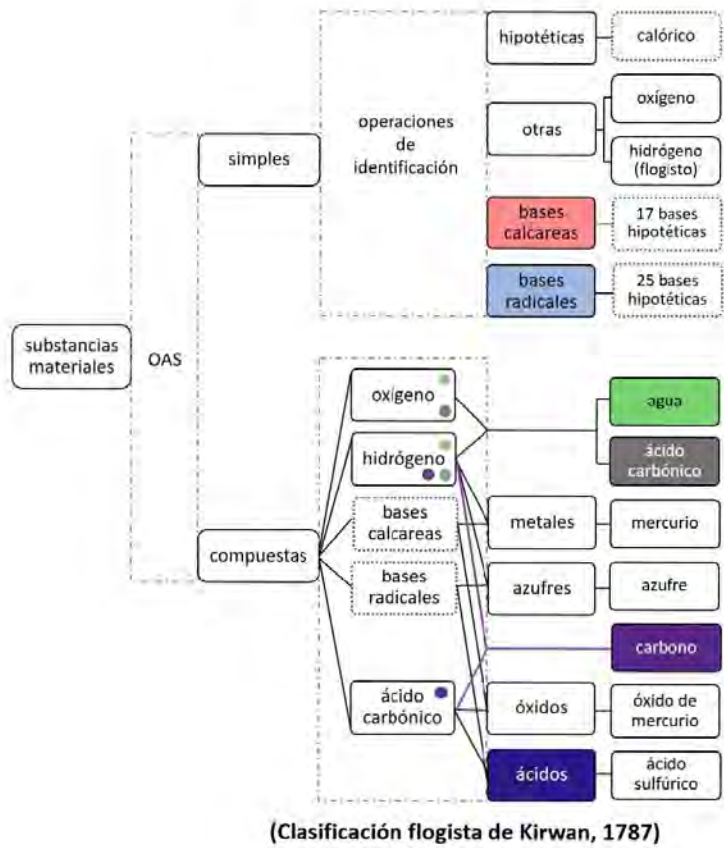 hipotéticas
calórico
oxígeno
operaciones
de
identificación
otras
simples
hidrógeno
(flogisto)
bases
calcareas
17 bases
hipotéticas
bases
radicales
25 bases
hipotéticas
substancias
materiales
OAS
oxígeno
agua
hidrógeno
ácido
carbónico
bases
calcareas
metales
mercurio
compuestas
bases
radicales
azufres
azufre
carbono
ácido
carbónico
óxidos
óxido de
mercurio
ácidos
ácido
sulfúrico
(Clasificación flogista de Kirwan, 1787)